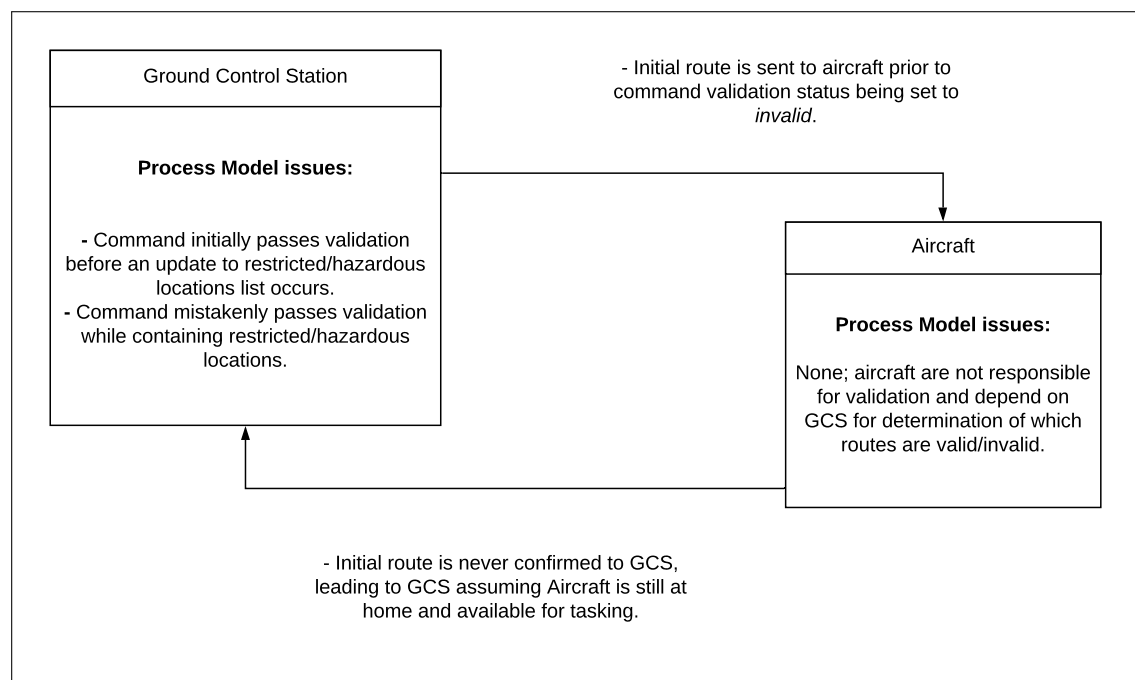 Ground Control Station
Process Model issues:
- Command initially passes validation
before an update to restricted/hazardous
locations list occurs.
- Command mistakenly passes validation
while containing restricted/hazardous
locations.
- Initial route is sent to aircraft prior to
command validation status being set to
invalid.
Aircraft
Process Model issues:
None; aircraft are not responsible
for validation and depend on
GCS for determination of which
routes are valid/invalid.
- Initial route is never confirmed to GCS,
leading to GCS assuming Aircraft is still at
home and available for tasking.